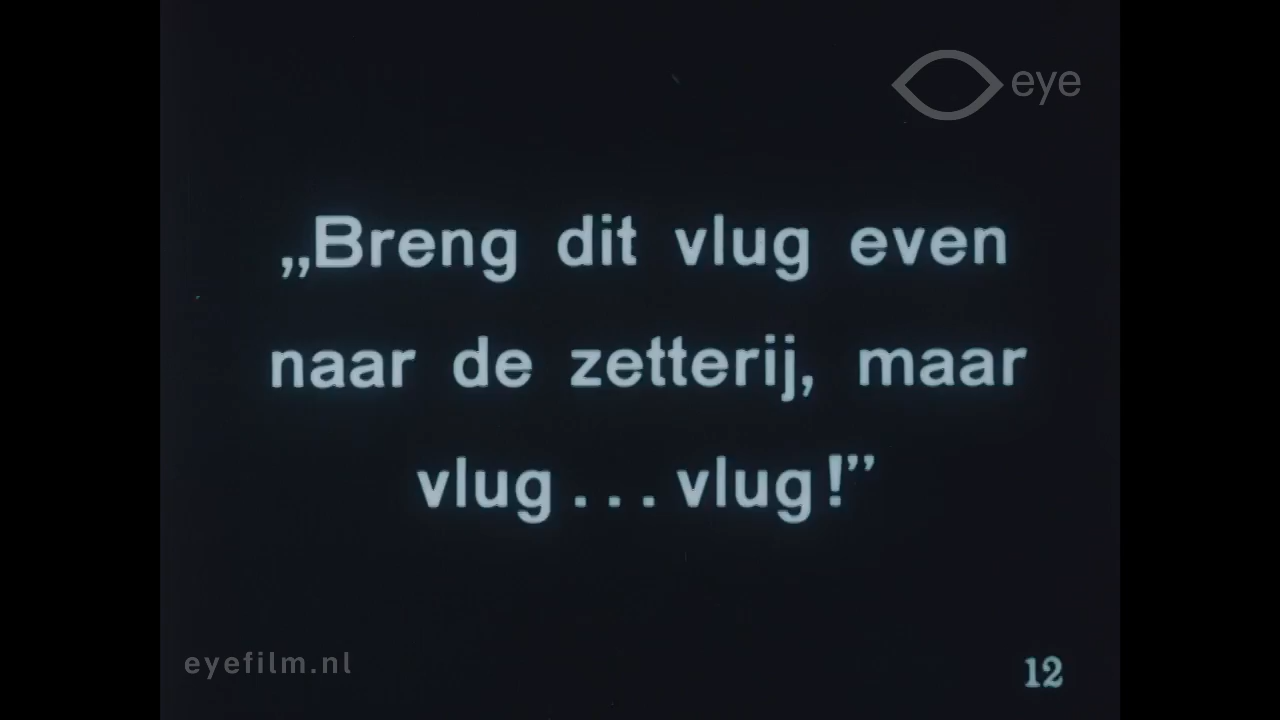 eye
„Breng dit vlug even
naar de zetterij, maar
vlug . . . vlug !”
eyefilm.nl
12